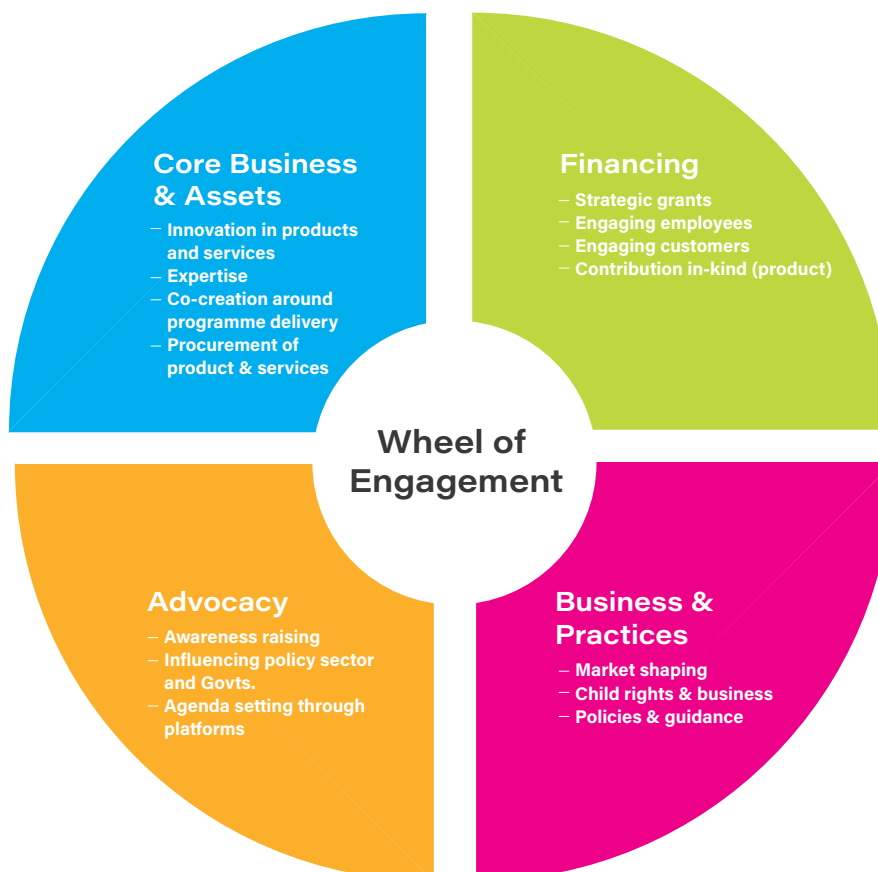 Core Business
& Assets
– Innovation in products
and services
– Expertise
– Co-creation around
programme delivery
– Procurement of
product & services
Financing
– Strategic grants
– Engaging employees
– Engaging customers
– Contribution in-kind (product)
Wheel of
Engagement
Advocacy
– Awareness raising
– Influencing policy sector
and Govts.
– Agenda setting through
platforms
Business &
Practices
– Market shaping
– Child rights & business
– Policies & guidance